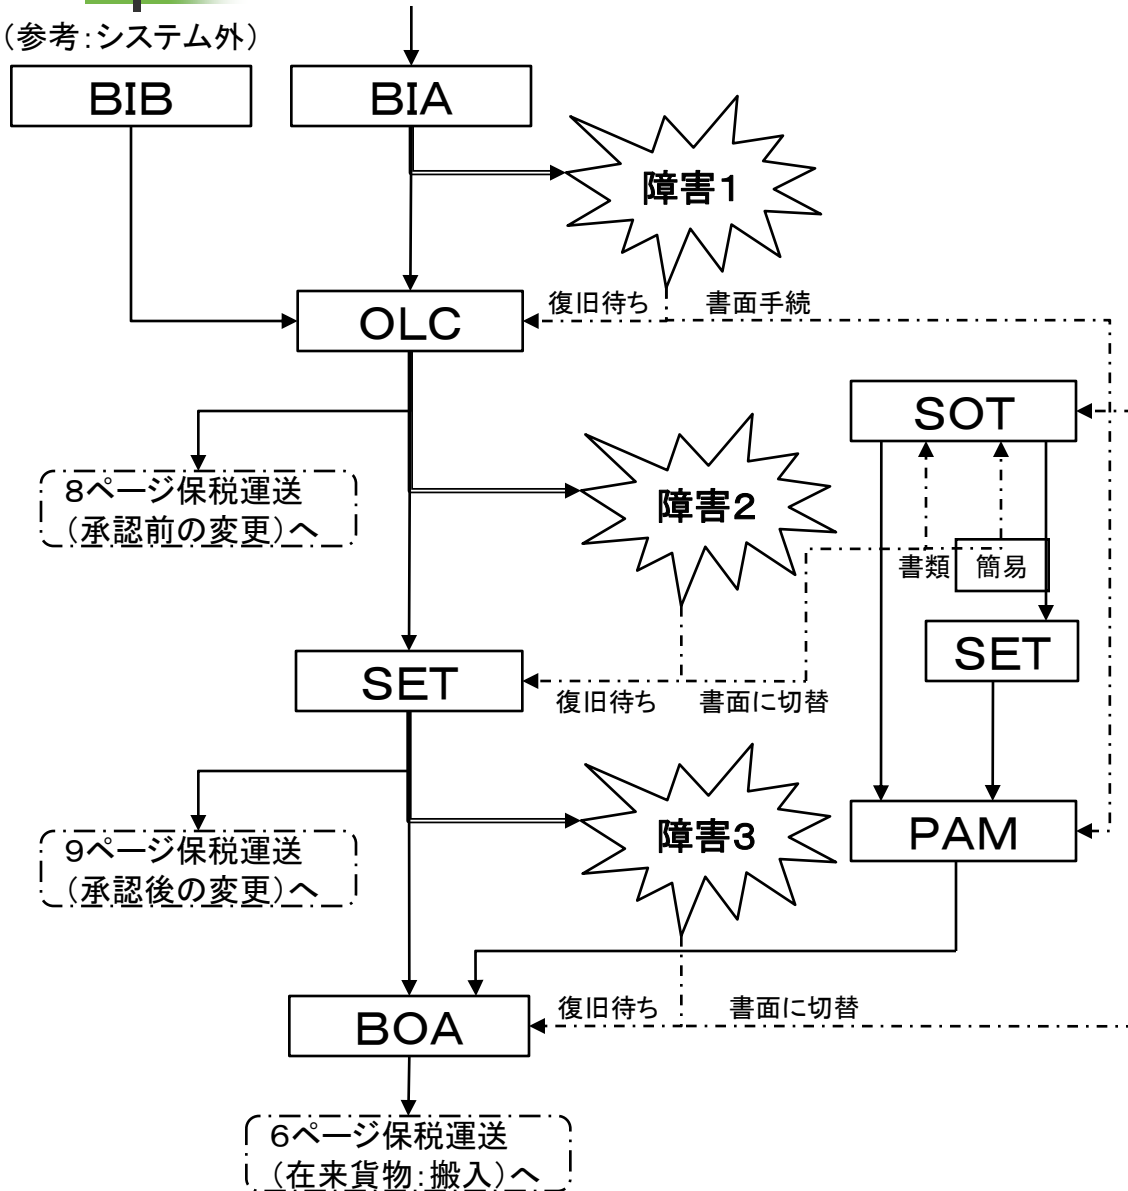 （参考：システム外）
BIB
BIA
障害１
復旧待ち
書面手続
OLC
SOT
８ページ保税運送
（承認前の変更）へ
障害２
書類
簡易
SET
SET
復旧待ち
書面に切替
９ページ保税運送
（承認後の変更）へ
障害３
PAM
復旧待ち
書面に切替
BOA
６ページ保税運送
（在来貨物：搬入）へ